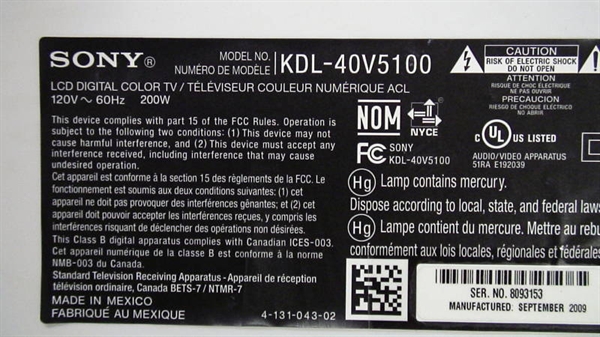 SONY®
MODEL NO.
NUMÉRO DE MODÈLE
KDL-40V5100
LCD DIGITAL COLOR TV / TÉLÉVISEUR COULEUR NUMÉRIQUE ACL
120V ~ 60Hz 200W
This device complies with part 15 of the FCC Rules. Operation is
subject to the following two conditions: (1) This device may not
cause harmful interference, and (2) This device must accept any
interference received, including interference that may cause
undesired operation.
Cet appareil est conforme à la section 15 des règlements de la FCC. Le
fonctionnement est soumis aux deux conditions suivantes: (1) cet
appareil ne doit pas provoquer des interférences gênantes; et (2) cet
appareil doit pouvoir accepter les interférences reçues, y compris les
interférences risquant de déclencher des opérations non désirées.
This Class B digital apparatus complies with Canadian ICES-003.
Cet appareil numérique de la classe B est conforme à la norme
NMB-003 du Canada.
Standard Television Receiving Apparatus - Appareil de réception
télévision ordinaire, Canada BETS-7 / NTMR-7
MADE IN MEXICO
FABRIQUÉ AU MEXIQUE
4-131-043-02
CAUTION
RISK OF ELECTRIC SHOCK
DO NOT OPEN
ATTENTION
RISQUE DE CHOC ÉLECTRIQUE
NE PAS OUVRIR
PRECAUCION
RIESGO CHOQUE ELECTRICO
NO ABRIR
NOM
NYCE
FC SONY
KDL-40V5100
c UL US LISTED
AUDIO/VIDEO APPARATUS
51RA E192039
Hg Lamp contains mercury.
Dispose according to local, state, and federal laws
Hg Lampe contient du mercure. Mettre au rebu
conformément aux lois locales, régionales et fédérales
SER. NO. 8093153
MANUFACTURED: SEPTEMBER 2009